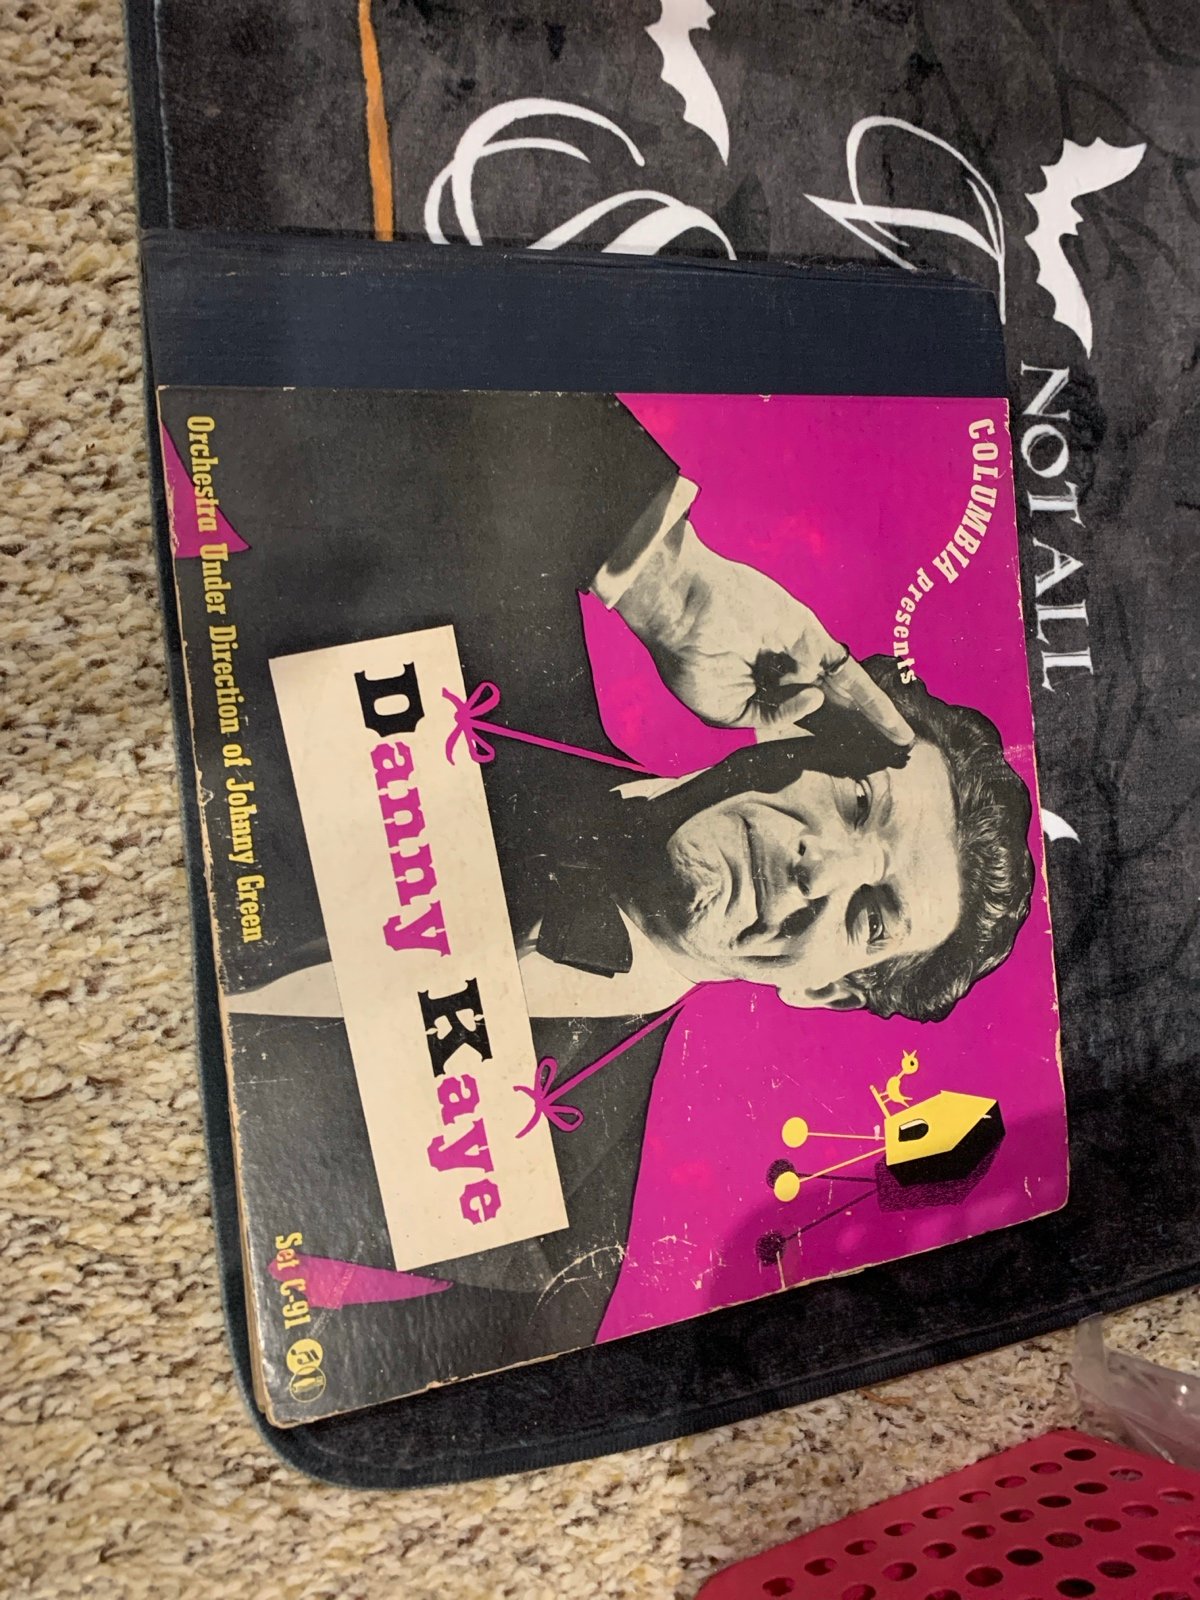 COLUMBIA presents
Danny Kaye
Orchestra Under Direction of Johnny Green
Set C-91
NOT ALL